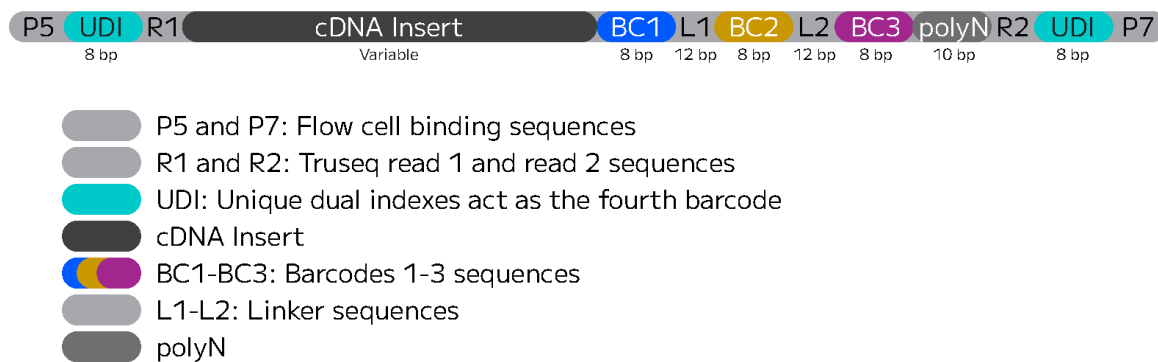 P5 UDI R1 cDNA Insert BC1 L1 BC2 L2 BC3 polyN R2 UDI P7
8 bp Variable 8 bp 12 bp 8 bp 12 bp 8 bp 10 bp 8 bp
P5 and P7: Flow cell binding sequences
R1 and R2: Truseq read 1 and read 2 sequences
UDI: Unique dual indexes act as the fourth barcode
cDNA Insert
BC1-BC3: Barcodes 1-3 sequences
L1-L2: Linker sequences
polyN